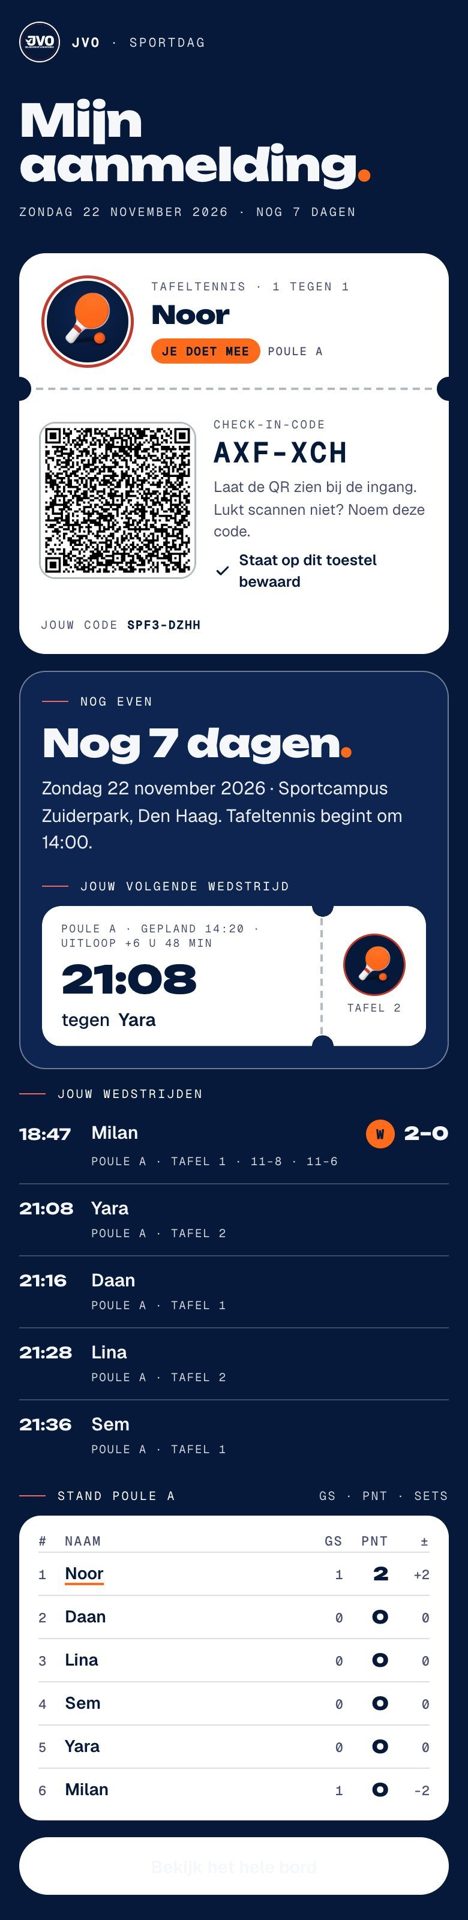 JVO
JVO · SPORTDAG
Mijn
aanmelding.
ZONDAG 22 NOVEMBER 2026 · NOG 7 DAGEN
TAFELTENNIS · 1 TEGEN 1
Noor
JE DOET MEE POULE A
CHECK-IN-CODE
AXF-XCH
Laat de QR zien bij de ingang.
Lukt scannen niet? Noem deze
code.
Staat op dit toestel
bewaard
JOUW CODE SPF3-DZHH
NOG EVEN
Nog 7 dagen.
Zondag 22 november 2026 · Sportcampus
Zuiderpark, Den Haag. Tafeltennis begint om
14:00.
JOUW VOLGENDE WEDSTRIJD
POULE A · GEPLAND 14:20 ·
UITLOOP +6 U 48 MIN
21:08
tegen Yara
TAFEL 2
JOUW WEDSTRIJDEN
18:47 Milan W 2-0
POULE A · TAFEL 1 · 11-8 · 11-6
21:08 Yara
POULE A · TAFEL 2
21:16 Daan
POULE A · TAFEL 1
21:28 Lina
POULE A · TAFEL 2
21:36 Sem
POULE A · TAFEL 1
STAND POULE A GS · PNT · SETS
# NAAM GS PNT ±
1 Noor 1 2 +2
2 Daan 0 0 0
3 Lina 0 0 0
4 Sem 0 0 0
5 Yara 0 0 0
6 Milan 1 0 -2
Bekijk het hele bord